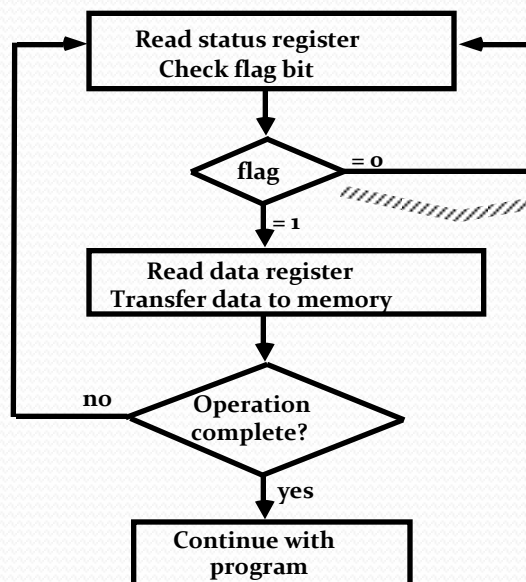 Read status register
Check flag bit
flag
= 0
= 1
Read data register
Transfer data to memory
no
Operation
complete?
yes
Continue with
program